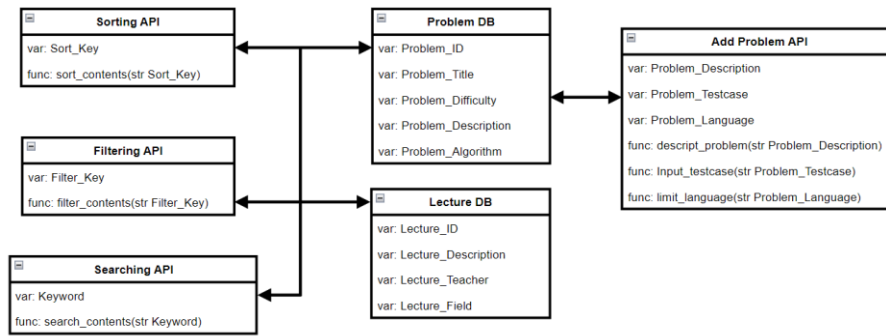 Sorting API
var: Sort_Key
func: sort_contents(str Sort_Key)
Filtering API
var: Filter_Key
func: filter_contents(str Filter_Key)
Searching API
var: Keyword
func: search_contents(str Keyword)
Problem DB
var: Problem_ID
var: Problem_Title
var: Problem_Difficulty
var: Problem_Description
var: Problem_Algorithm
Lecture DB
var: Lecture_ID
var: Lecture_Description
var: Lecture_Teacher
var: Lecture_Field
Add Problem API
var: Problem_Description
var: Problem_Testcase
var: Problem_Language
func: descript_problem(str Problem_Description)
func: Input_testcase(str Problem_Testcase)
func: limit_language(str Problem_Language)